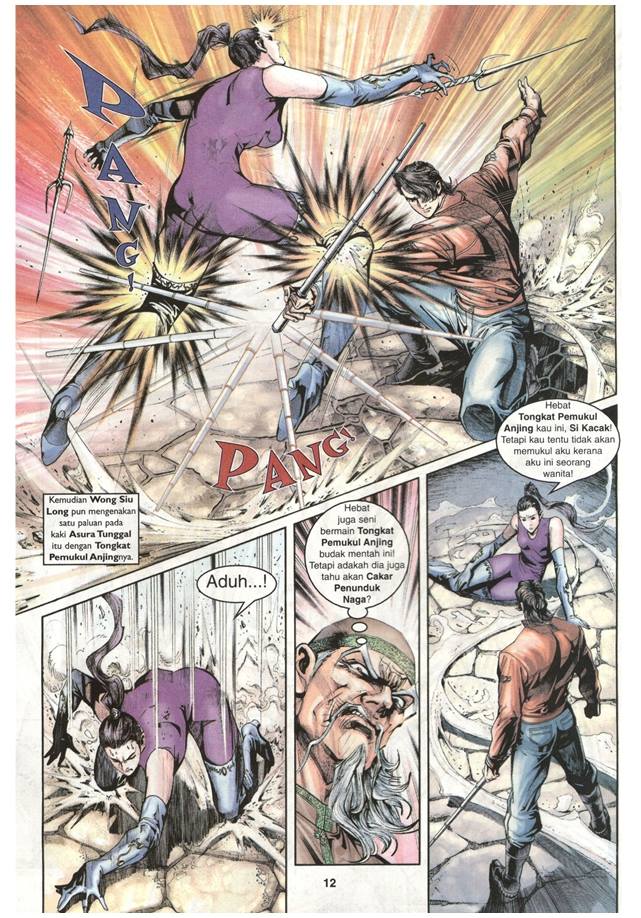 PANG!
PANG!
Kemudian Wong Siu
Long pun mengenakan
satu paluan pada
kaki Asura Tunggal
itu dengan Tongkat
Pemukul Anjingnya.
Aduh...!
Hebat
juga seni
bermain Tongkat
Pemukul Anjing
budak mentah ini!
Tetapi adakah dia juga
tahu akan Cakar
Penunduk
Naga?
Hebat
Tongkat Pemukul
Anjing kau ini, Si Kacak!
Tetapi kau tentu tidak akan
memukul aku kerana
aku ini seorang
wanita!
12